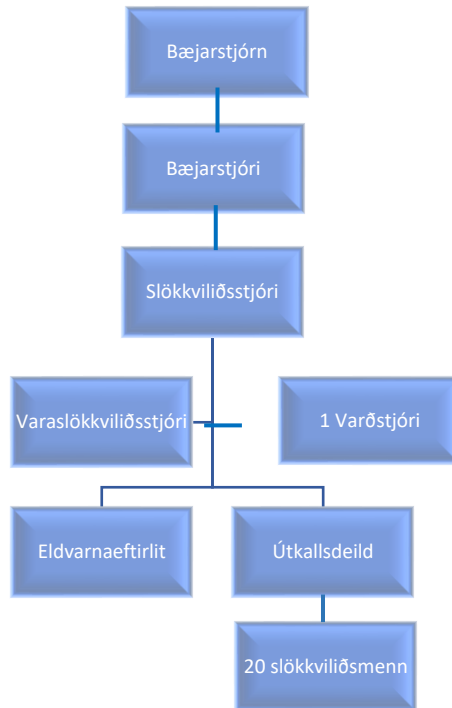 Bæjarstjórn
Bæjarstjóri
Slökkviliðsstjóri
Varaslökkviliðsstjóri
1 Varðstjóri
Eldvarnaeftirlit
Útkallsdeild
20 slökkviliðsmenn